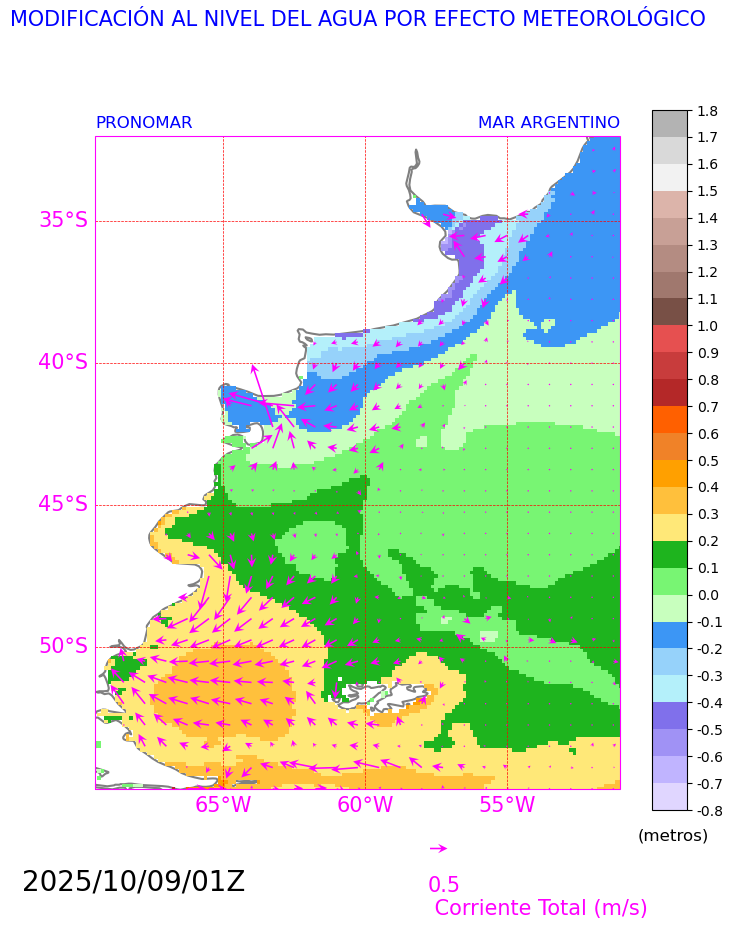 MODIFICACIÓN AL NIVEL DEL AGUA POR EFECTO METEOROLÓGICO
PRONOMAR
MAR ARGENTINO
35°S
40°S
45°S
50°S
65°W
60°W
55°W
1.8
1.7
1.6
1.5
1.4
1.3
1.2
1.1
1.0
0.9
0.8
0.7
0.6
0.5
0.4
0.3
0.2
0.1
0.0
-0.1
-0.2
-0.3
-0.4
-0.5
-0.6
-0.7
-0.8
(metros)
2025/10/09/01Z
0.5
Corriente Total (m/s)